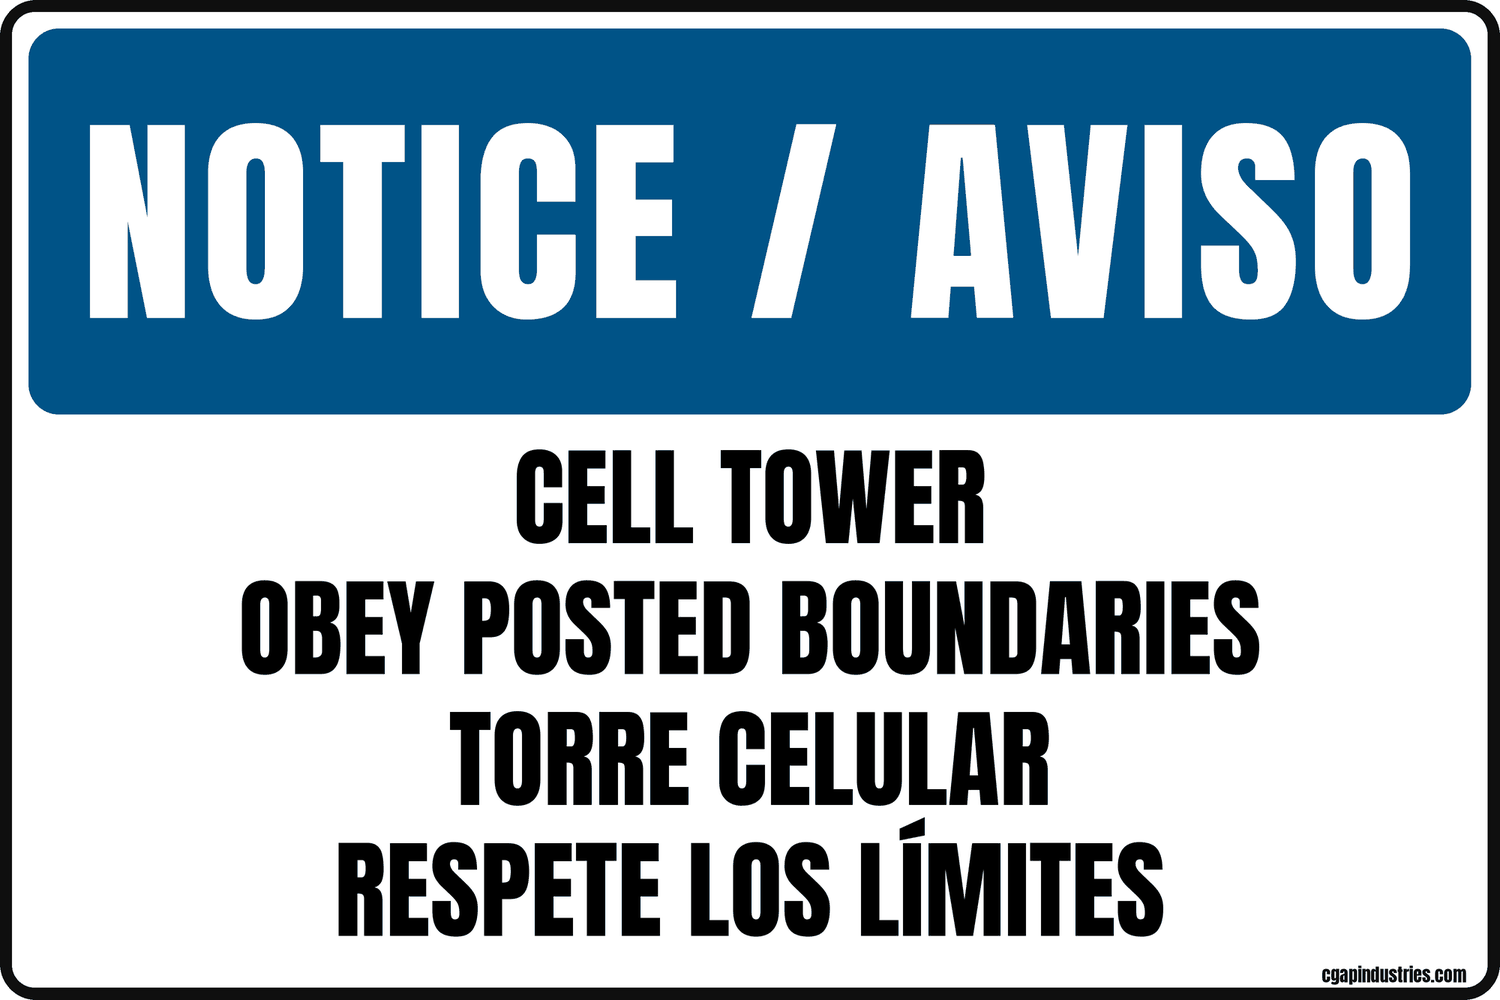 NOTICE / AVISO
CELL TOWER
OBEY POSTED BOUNDARIES
TORRE CELULAR
RESPETE LOS LÍMITES
cgapindustries.com